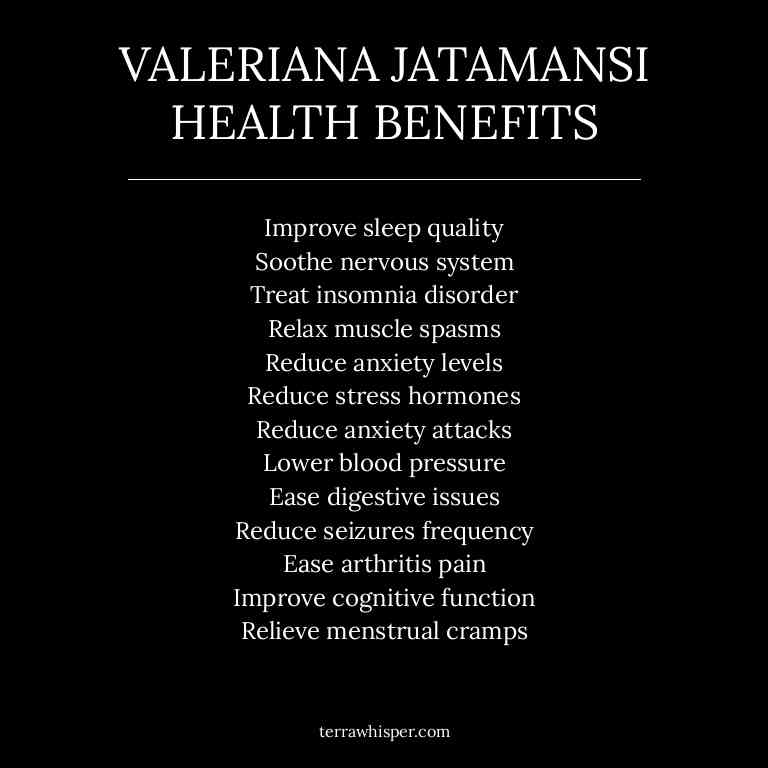 VALERIANA JATAMANSI
HEALTH BENEFITS
Improve sleep quality
Soothe nervous system
Treat insomnia disorder
Relax muscle spasms
Reduce anxiety levels
Reduce stress hormones
Reduce anxiety attacks
Lower blood pressure
Ease digestive issues
Reduce seizures frequency
Ease arthritis pain
Improve cognitive function
Relieve menstrual cramps
terrawhisper.com